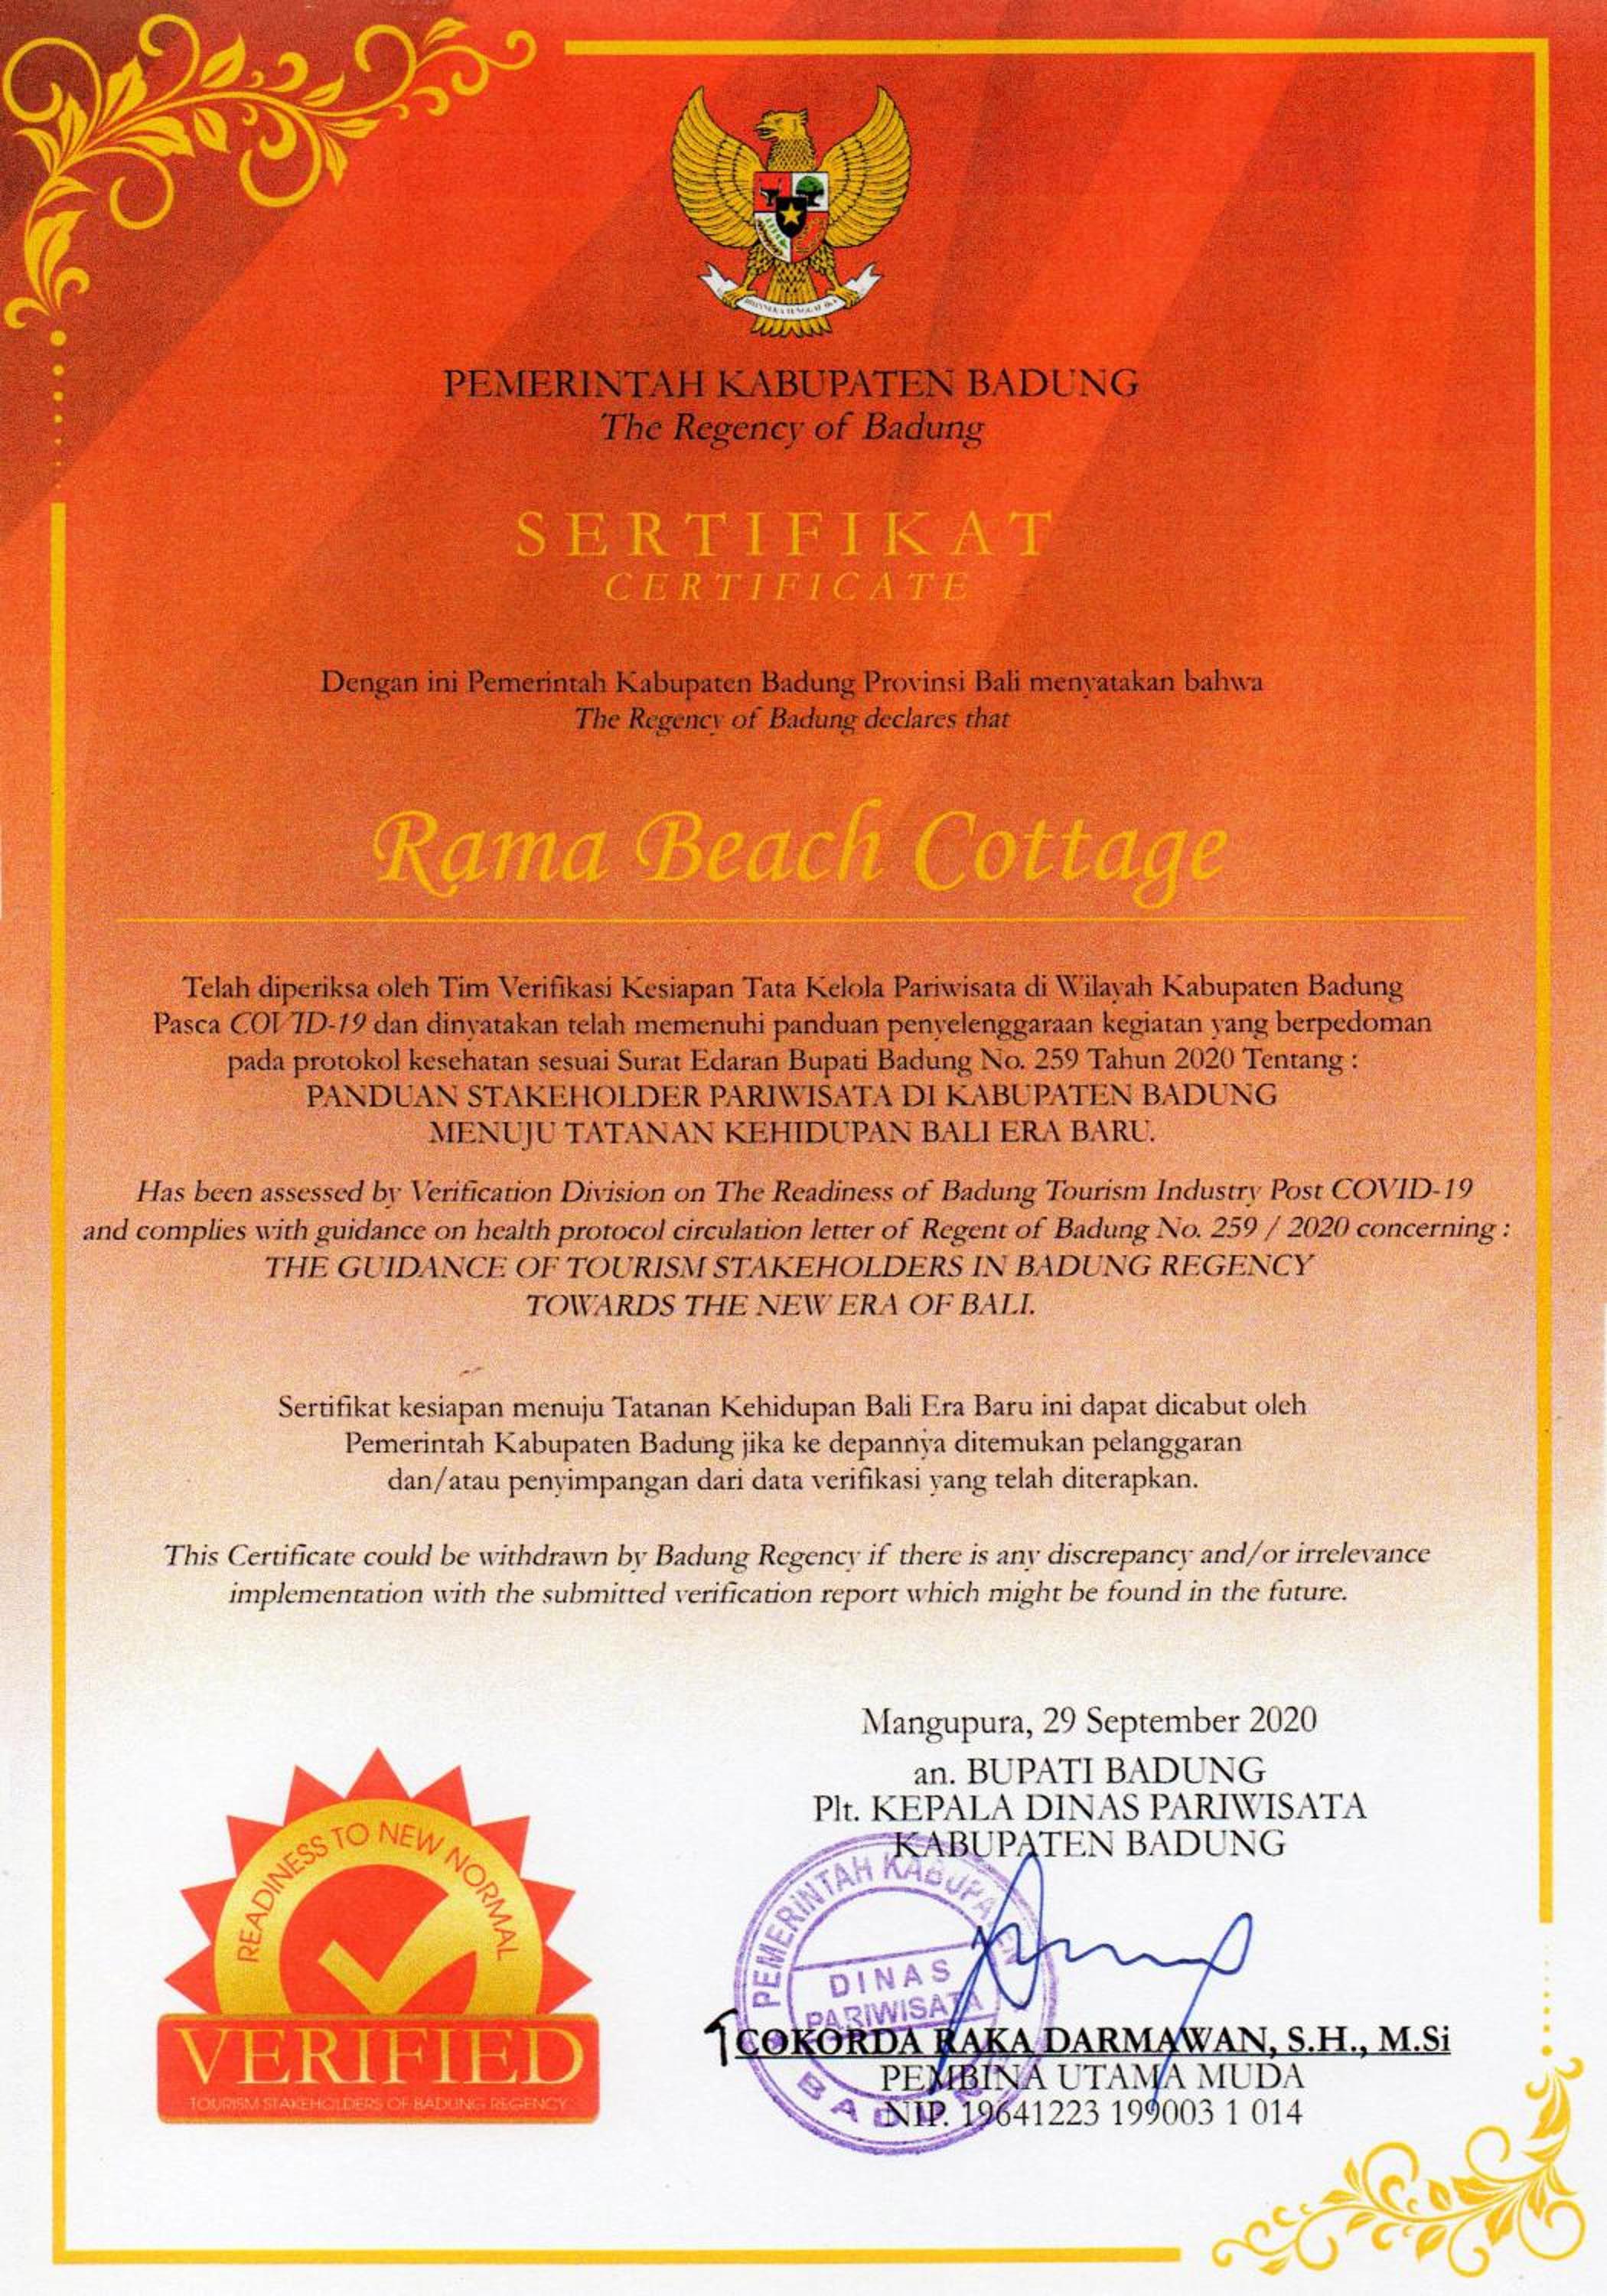 BHINNEKA TUNGGAL IKA
PEMERINTAH KABUPATEN BADUNG
The Regency of Badung
SERTIFIKAT
CERTIFICATE
Dengan ini Pemerintah Kabupaten Badung Provinsi Bali menyatakan bahwa
The Regency of Badung declares that
Rama Beach Cottage
Telah diperiksa oleh Tim Verifikasi Kesiapan Tata Kelola Pariwisata di Wilayah Kabupaten Badung
Pasca COVID-19 dan dinyatakan telah memenuhi panduan penyelenggaraan kegiatan yang berpedoman
pada protokol kesehatan sesuai Surat Edaran Bupati Badung No. 259 Tahun 2020 Tentang :
PANDUAN STAKEHOLDER PARIWISATA DI KABUPATEN BADUNG
MENUJU TATANAN KEHIDUPAN BALI ERA BARU.
Has been assessed by Verification Division on The Readiness of Badung Tourism Industry Post COVID-19
and complies with guidance on health protocol circulation letter of Regent of Badung No. 259 / 2020 concerning :
THE GUIDANCE OF TOURISM STAKEHOLDERS IN BADUNG REGENCY
TOWARDS THE NEW ERA OF BALI.
Sertifikat kesiapan menuju Tatanan Kehidupan Bali Era Baru ini dapat dicabut oleh
Pemerintah Kabupaten Badung jika ke depannya ditemukan pelanggaran
dan/atau penyimpangan dari data verifikasi yang telah diterapkan.
This Certificate could be withdrawn by Badung Regency if there is any discrepancy and/or irrelevance
implementation with the submitted verification report which might be found in the future.
Mangupura, 29 September 2020
an. BUPATI BADUNG
Plt. KEPALA DINAS PARIWISATA
KABUPATEN BADUNG
PEMERINTAH KABUPATEN
DINAS
PARIWISATA
BADUNG
COKORDA RAKA DARMAWAN, S.H., M.Si
PEMBINA UTAMA MUDA
NIP. 19641223 199003 1 014
READINESS TO NEW NORMAL
VERIFIED
TOURISM STAKEHOLDERS OF BADUNG REGENCY